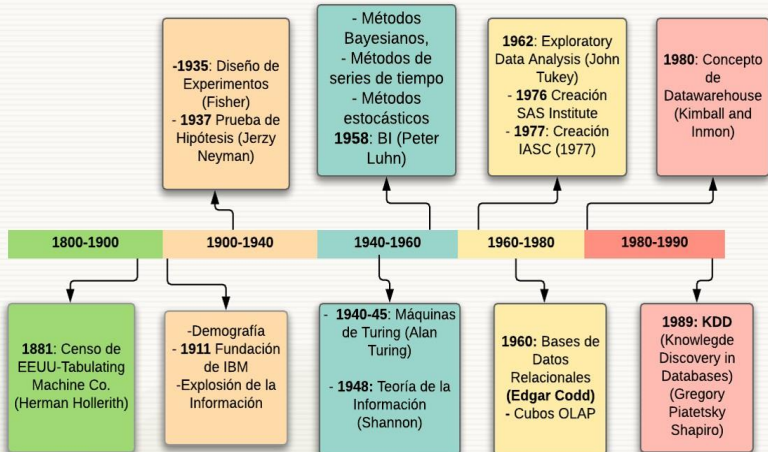 -1935: Diseño de
Experimentos
(Fisher)
- 1937 Prueba de
Hipótesis (Jerzy
Neyman)
- Métodos
Bayesianos,
- Métodos de
series de tiempo
- Métodos
estocásticos
1958: BI (Peter
Luhn)
1962: Exploratory
Data Analysis (John
Tukey)
- 1976 Creación
SAS Institute
- 1977: Creación
IASC (1977)
1980: Concepto
de
Datawarehouse
(Kimball and
Inmon)
1800-1900
1900-1940
1940-1960
1960-1980
1980-1990
1881: Censo de
EEUU-Tabulating
Machine Co.
(Herman Hollerith)
-Demografía
- 1911 Fundación
de IBM
-Explosión de la
Información
- 1940-45: Máquinas
de Turing (Alan
Turing)
- 1948: Teoría de la
Información
(Shannon)
1960: Bases de
Datos
Relacionales
(Edgar Codd)
- Cubos OLAP
1989: KDD
(Knowlegde
Discovery in
Databases)
(Gregory
Piatetsky
Shapiro)